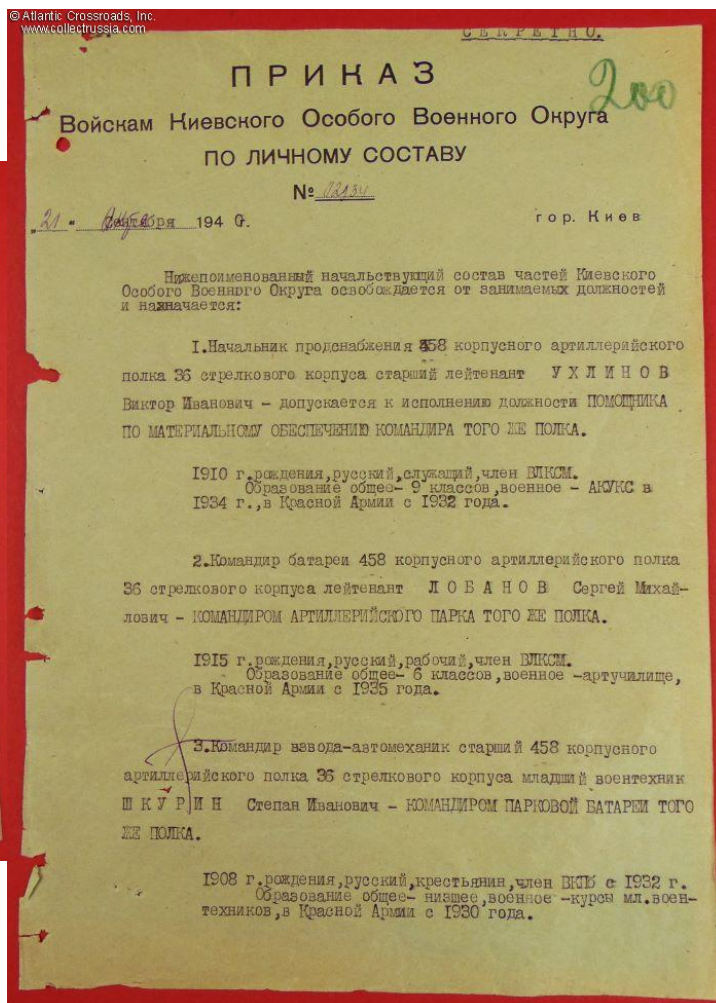 © Atlantic Crossroads, Inc.
www.collectrussia.com
СЕКРЕТНО.
200
ПРИКАЗ
Войскам Киевского Особого Военного Округа
ПО ЛИЧНОМУ СОСТАВУ
№ 02134
„21“ 194 0.
гор. Киев
Нижепоименованный начальствующий состав частей Киевского
Особого Военного Округа освобождается от занимаемых должностей
и назначается:
1.Начальник продснабжения 458 корпусного артиллерийского
полка 36 стрелкового корпуса старший лейтенант УХЛИНОВ
Виктор Иванович – допускается к исполнению должности ПОМОЩНИКА
ПО МАТЕРИАЛЬНОМУ ОБЕСПЕЧЕНИЮ КОМАНДИРА ТОГО ЖЕ ПОЛКА.
1910 г.рождения,русский,служащий,член ВЛКСМ.
Образование общее- 9 классов,военное - АКУКС в
1934 г.,в Красной Армии с 1932 года.
2.Командир батареи 458 корпусного артиллерийского полка
36 стрелкового корпуса лейтенант ЛОБАНОВ Сергей Михай-
лович - КОМАНДИРОМ АРТИЛЛЕРИЙСКОГО ПАРКА ТОГО ЖЕ ПОЛКА.
1915 г.рождения,русский,рабочий,член ВЛКСМ.
Образование общее- 6 классов,военное -артучилище,
в Красной Армии с 1935 года.
3.Командир взвода-автомеханик старший 458 корпусного
артиллерийского полка 36 стрелкового корпуса младший воентехник
ШКУРИН Степан Иванович - КОМАНДИРОМ ПАРКОВОЙ БАТАРЕИ ТОГО
ЖЕ ПОЛКА.
1908 г.рождения,русский,крестьянин,член ВКПб с 1932 г.
Образование общее- низшее,военное -курсы мл.воен-
техников,в Красной Армии с 1930 года.